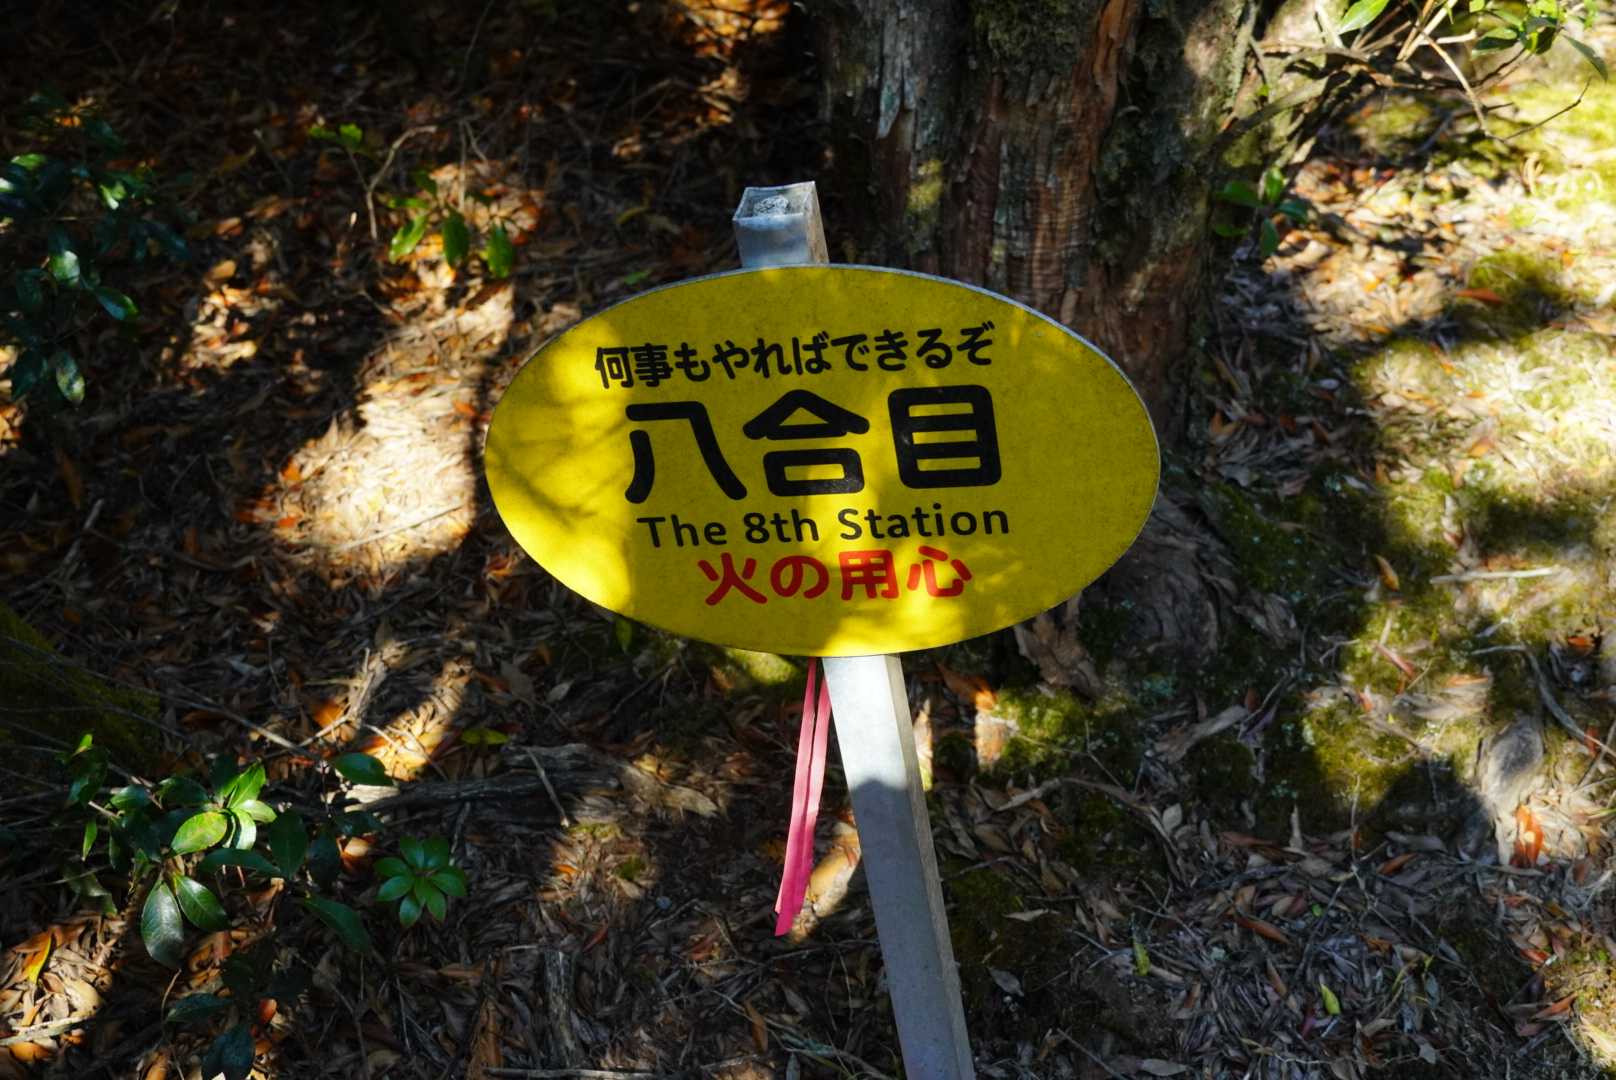 何事もやればできるぞ
八合目
The 8th Station
火の用心